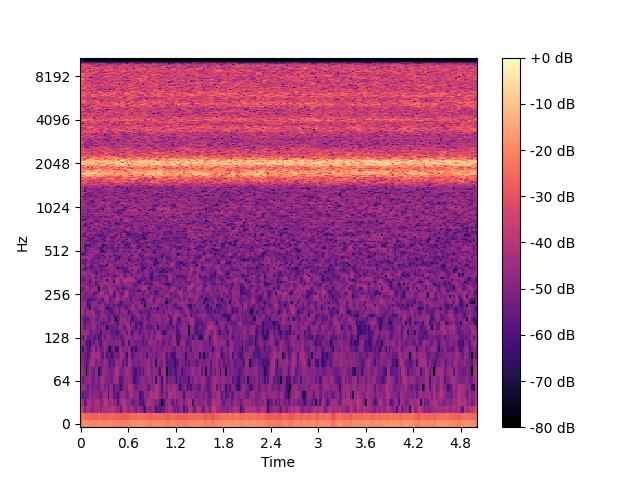 +0 dB
8192
-10 dB
4096
-20 dB
2048
-30 dB
1024
-40 dB
Hz
512
-50 dB
256
128
-60 dB
64
-70 dB
0
-80 dB
0 0.6 1.2 1.8 2.4 3 3.6 4.2 4.8
Time